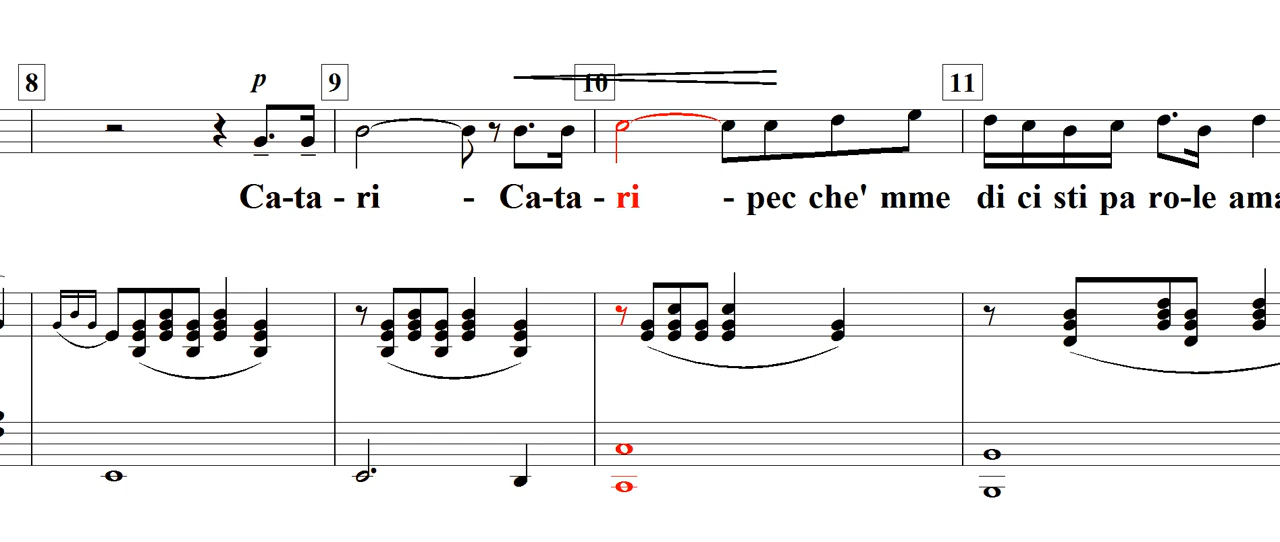 8 9 10 11
p
Ca-ta - ri - Ca-ta - ri - pec che' mme di ci sti pa ro-le ama